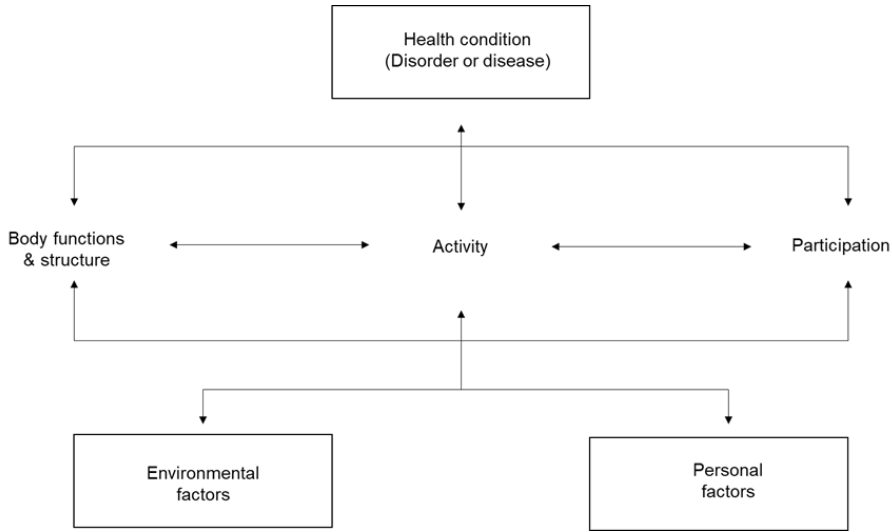 Health condition
(Disorder or disease)
Body functions
& structure
Activity
Participation
Environmental
factors
Personal
factors